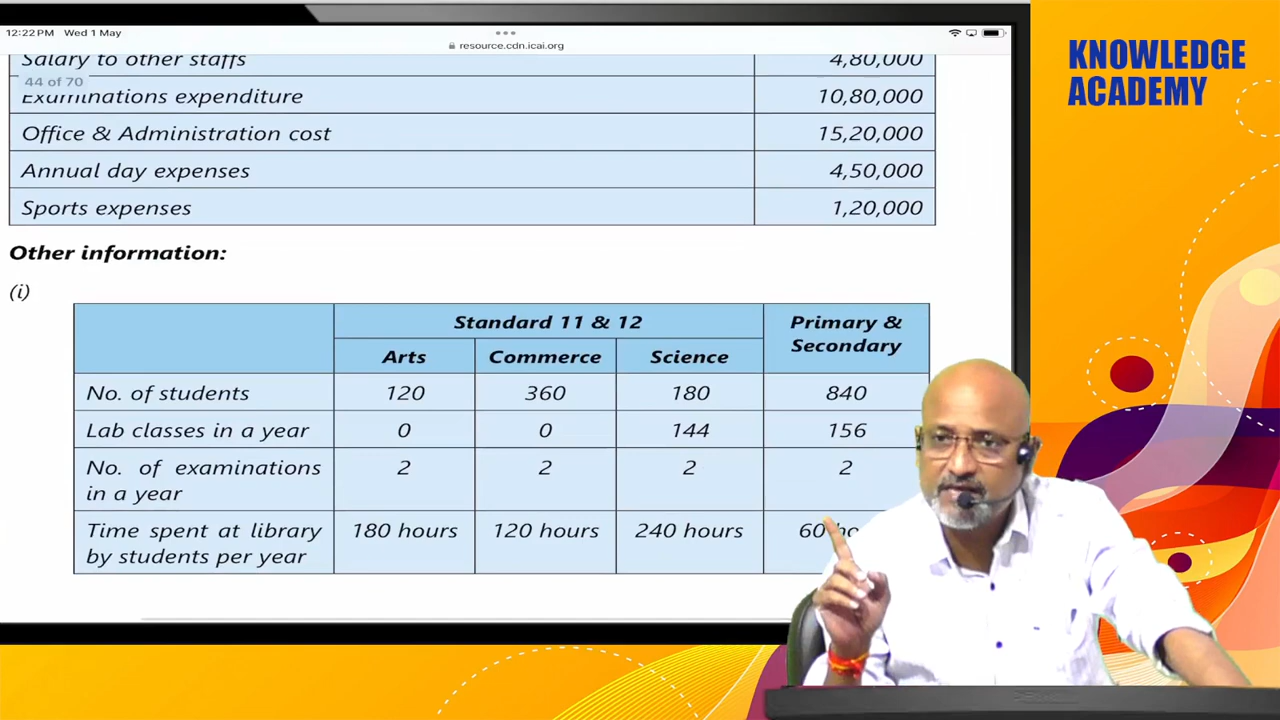 12:22 PM Wed 1 May
resource.cdn.icai.org
KNOWLEDGE
ACADEMY
Salary to other staffs 4,80,000
44 of 70
Examinations expenditure 10,80,000
Office & Administration cost 15,20,000
Annual day expenses 4,50,000
Sports expenses 1,20,000
Other information:
(i)
Standard 11 & 12 Primary &
Secondary
Arts Commerce Science
No. of students 120 360 180 840
Lab classes in a year 0 0 144 156
No. of examinations 2 2 2 2
in a year
Time spent at library 180 hours 120 hours 240 hours 60
by students per year